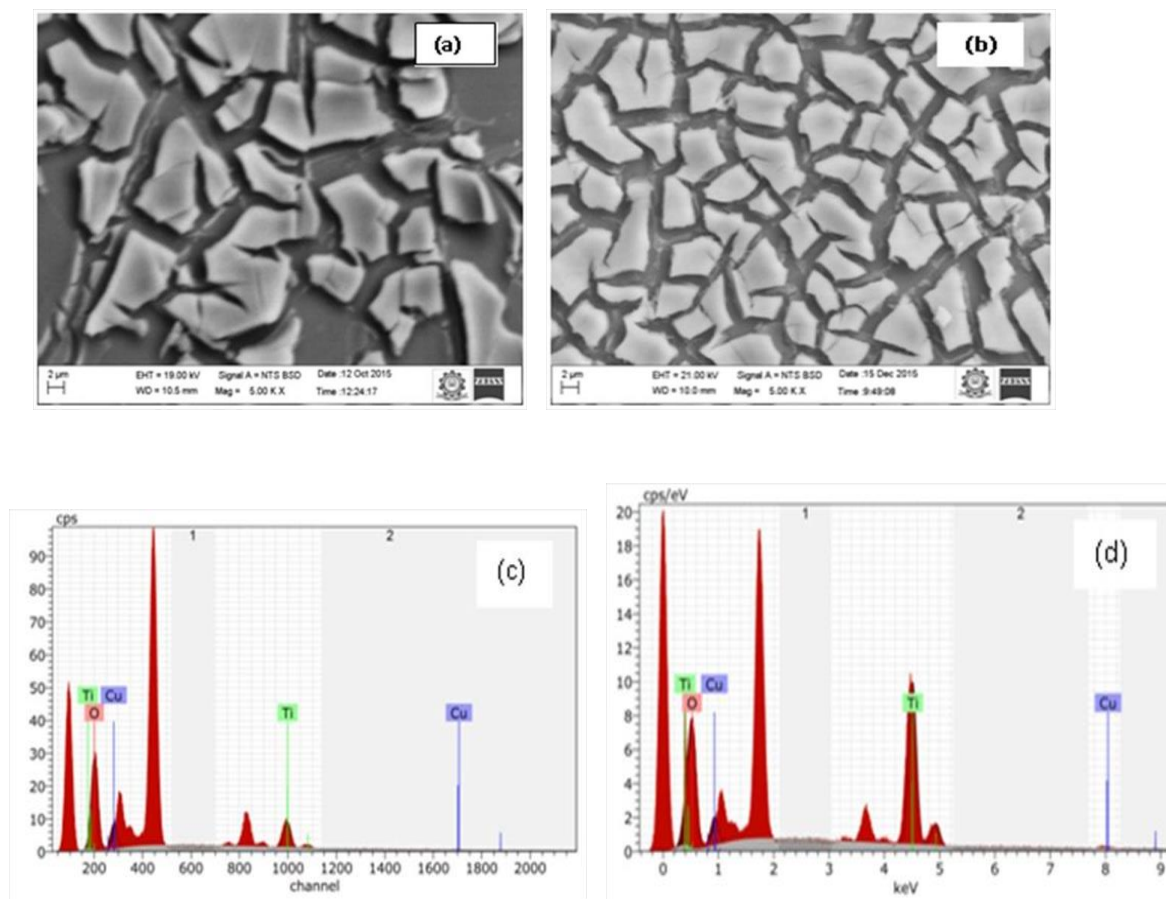 (a)
2 µm
EHT = 19.00 kV Signal A = NTS BSD Date :12 Oct 2015
WD = 10.5 mm Mag = 5.00 K X Time :12:24:17
ZEISS
(b)
2 µm
EHT = 21.00 kV Signal A = NTS BSD Date :15 Dec 2015
WD = 10.0 mm Mag = 5.00 K X Time :9:49:08
ZEISS
cps
1 2
(c)
90
80
70
60
50
Ti Cu
40
O Ti Cu
30
20
10
0
200 400 600 800 1000 1200 1400 1600 1800 2000
channel
cps/eV
20
1 2
18
(d)
16
14
12
10
Ti Cu
8
O Ti Cu
6
4
2
0
0 1 2 3 4 5 6 7 8 9
keV